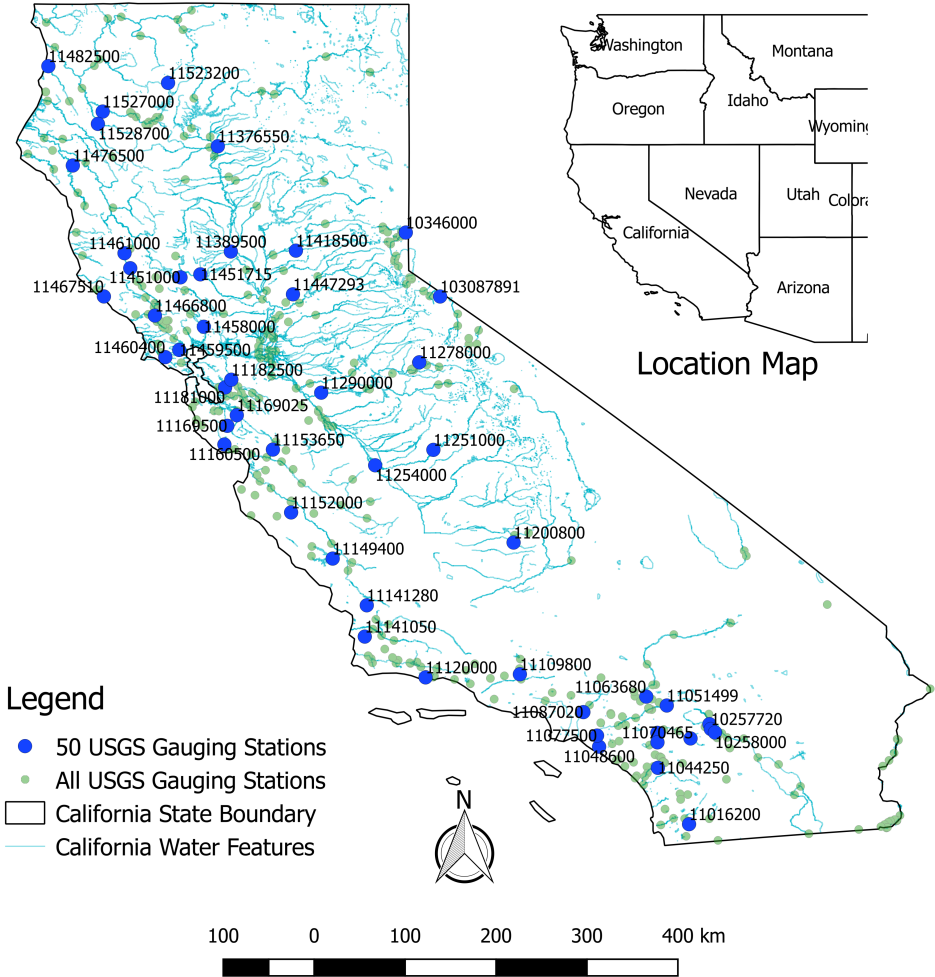 Washington
Montana
Oregon
Idaho
Wyoming
Nevada
Utah
Colora
California
Arizona
Location Map
11482500
11523200
11527000
11528700
11376550
11476500
10346000
11461000
11389500
11418500
11451000
11451715
11467510
11447293
103087891
11466800
11458000
11460400
11459500
11278000
11182500
11290000
11181000
11169025
11169500
11153650
11251000
11160500
11254000
11152000
11200800
11149400
11141280
11141050
11120000
11109800
11063680
11051499
11087020
11077500
11070465
10257720
10258000
11048600
11044250
11016200
Legend
50 USGS Gauging Stations
All USGS Gauging Stations
California State Boundary
California Water Features
N
100 0 100 200 300 400 km